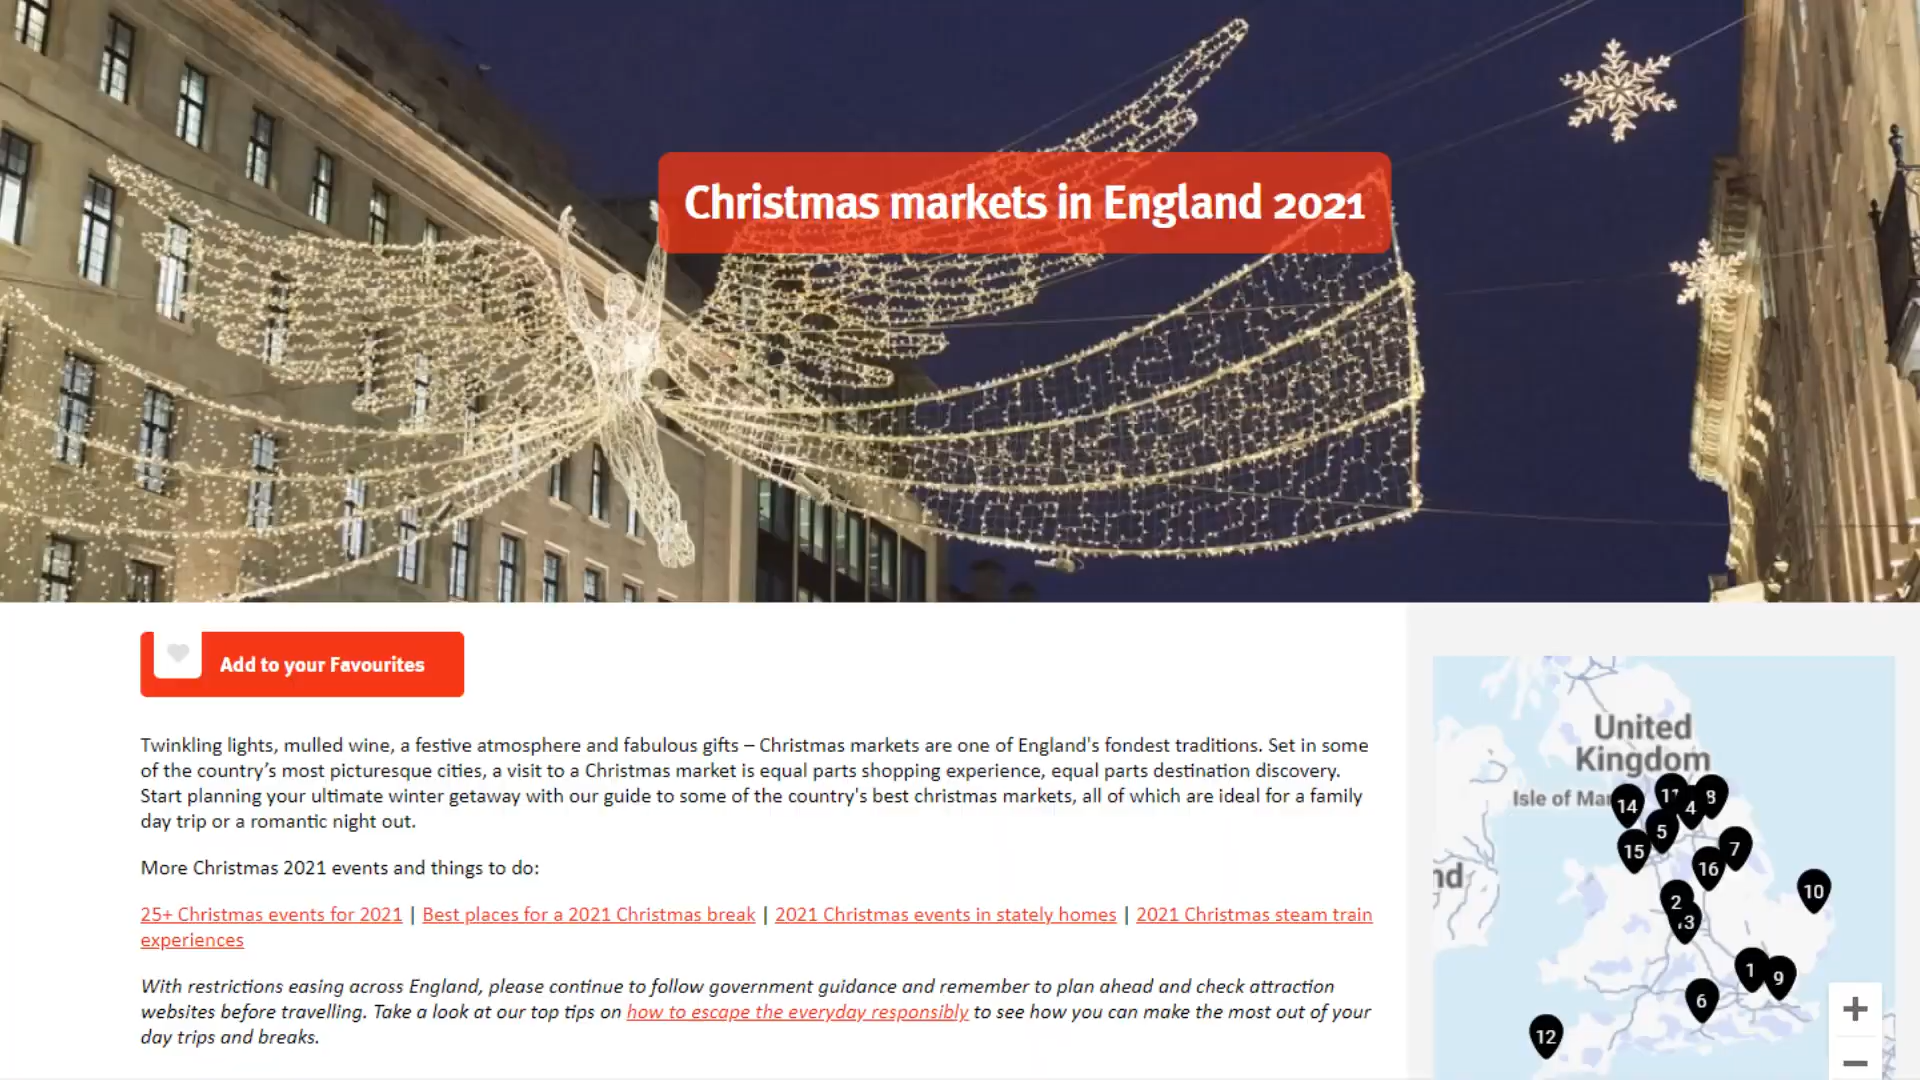 Christmas markets in England 2021
Add to your Favourites
Twinkling lights, mulled wine, a festive atmosphere and fabulous gifts – Christmas markets are one of England's fondest traditions. Set in some
of the country’s most picturesque cities, a visit to a Christmas market is equal parts shopping experience, equal parts destination discovery.
Start planning your ultimate winter getaway with our guide to some of the country's best christmas markets, all of which are ideal for a family
day trip or a romantic night out.
More Christmas 2021 events and things to do:
25+ Christmas events for 2021 | Best places for a 2021 Christmas break | 2021 Christmas events in stately homes | 2021 Christmas steam train
experiences
With restrictions easing across England, please continue to follow government guidance and remember to plan ahead and check attraction
websites before travelling. Take a look at our top tips on how to escape the everyday responsibly to see how you can make the most out of your
day trips and breaks.
United
Kingdom
Isle of Ma
14
11
4
8
5
15
7
16
nd
10
2
3
1
9
6
12
+
−